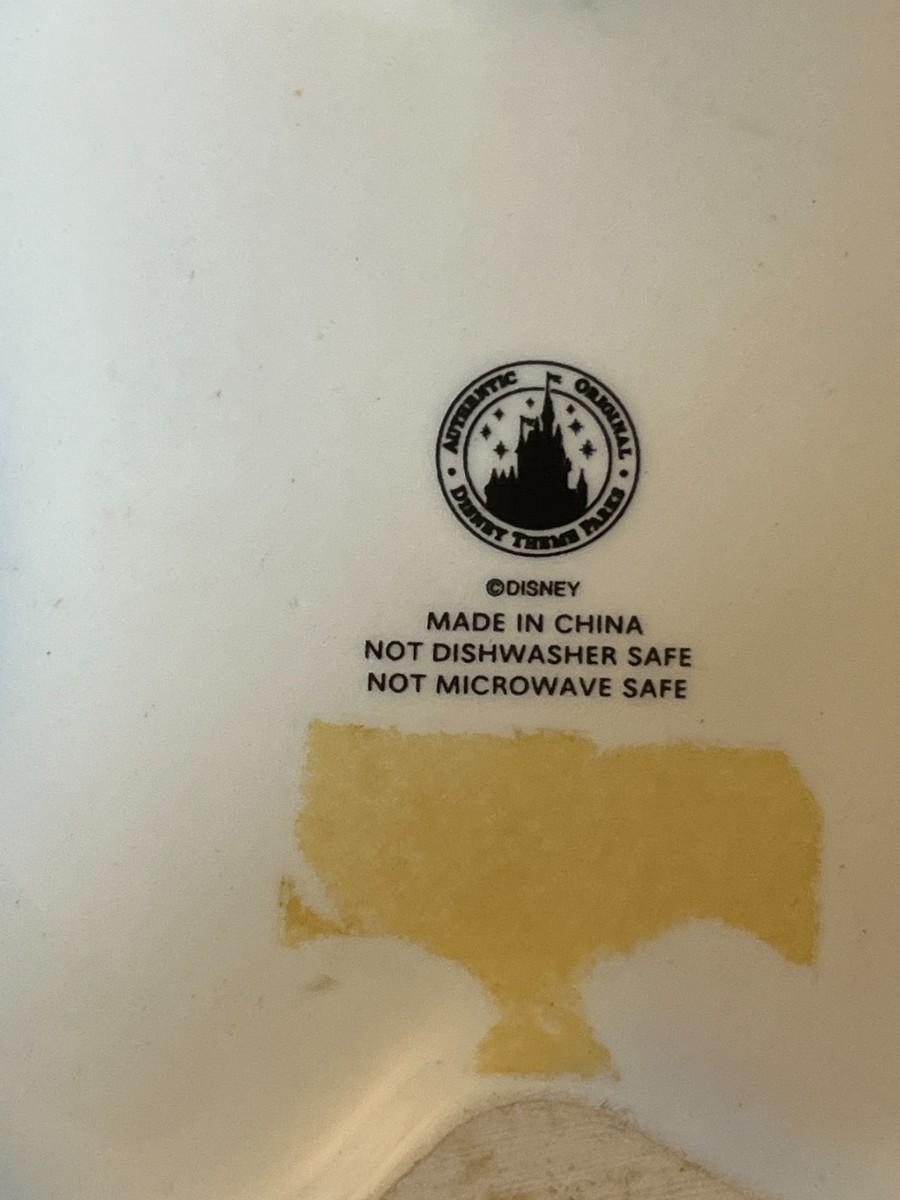 AUTHENTIC ORIGINAL
DISNEY THEME PARKS
©DISNEY
MADE IN CHINA
NOT DISHWASHER SAFE
NOT MICROWAVE SAFE